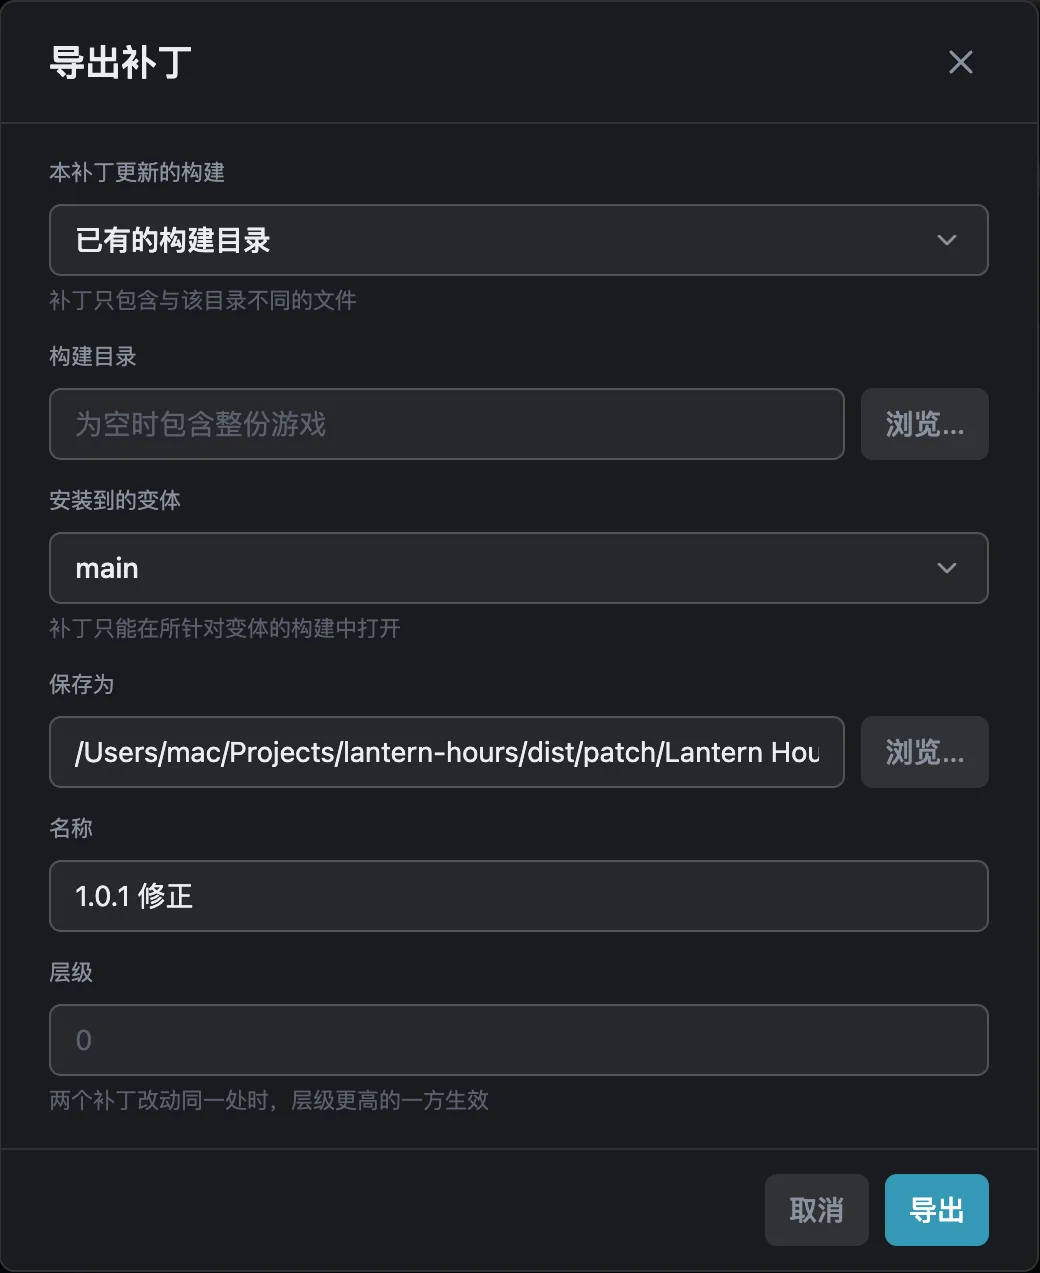 导出补丁
本补丁更新的构建
已有的构建目录
补丁只包含与该目录不同的文件
构建目录
为空时包含整份游戏
浏览...
安装到的变体
main
补丁只能在所针对变体的构建中打开
保存为
/Users/mac/Projects/lantern-hours/dist/patch/Lantern Hou
浏览...
名称
1.0.1 修正
层级
0
两个补丁改动同一处时，层级更高的一方生效
取消
导出